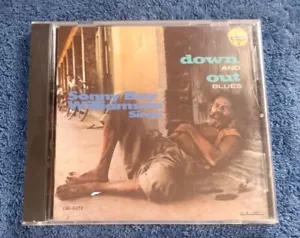 down
AND
out
BLUES
Sonny Boy
Williamson
Sings